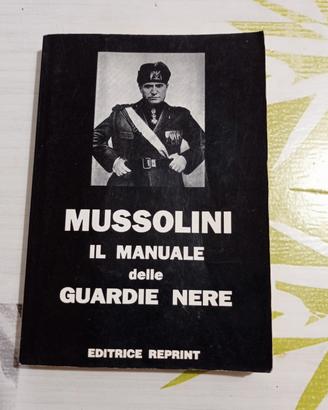 MUSSOLINI
IL MANUALE
delle
GUARDIE NERE
EDITRICE REPRINT